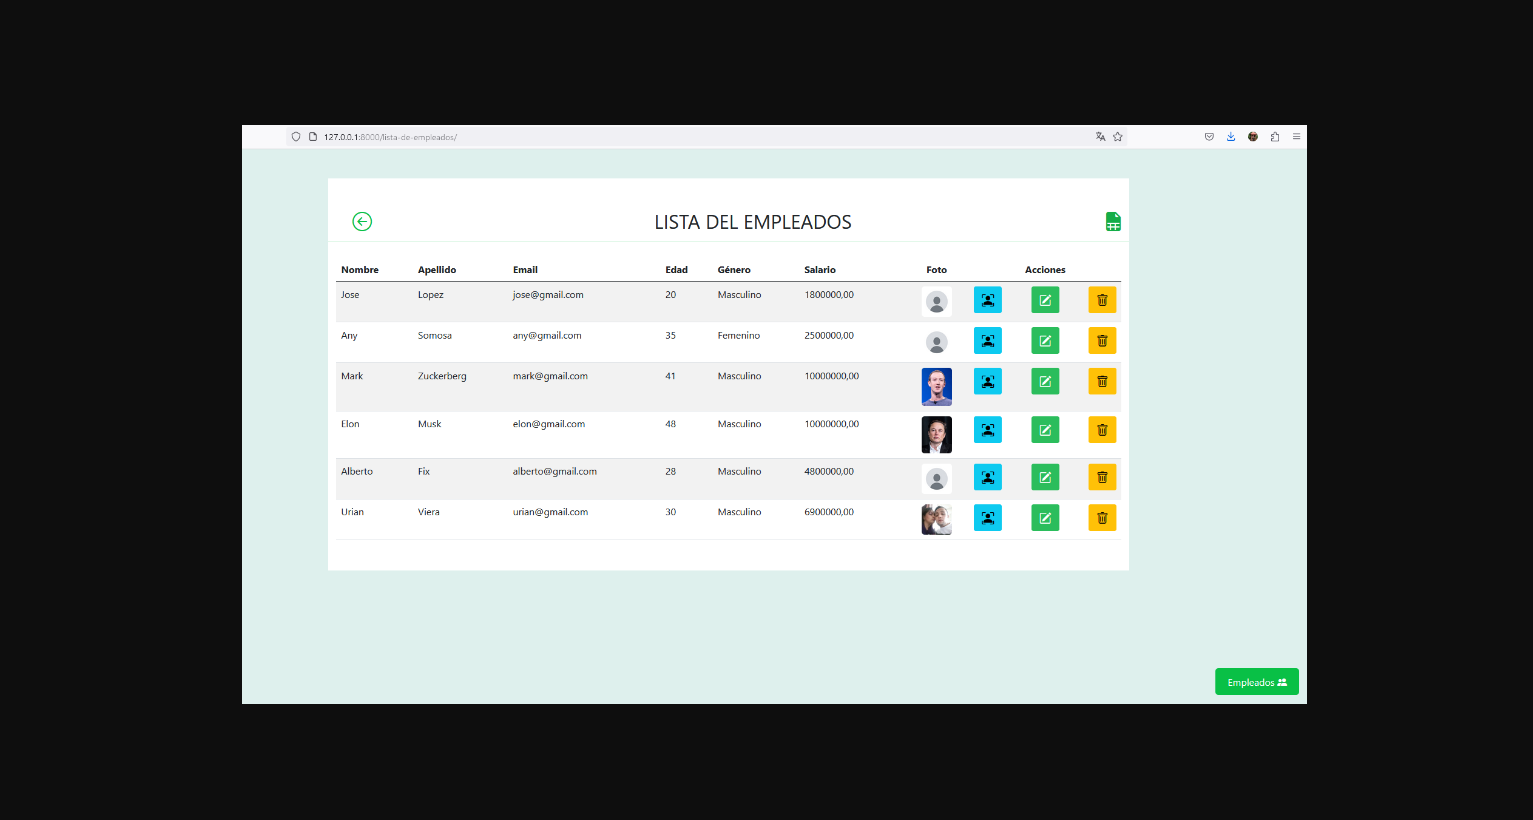 127.0.0.1:8000/lista-de-empleados/
LISTA DEL EMPLEADOS
Nombre Apellido Email Edad Género Salario Foto Acciones
Jose Lopez jose@gmail.com 20 Masculino 1800000,00
Any Somosa any@gmail.com 35 Femenino 2500000,00
Mark Zuckerberg mark@gmail.com 41 Masculino 10000000,00
Elon Musk elon@gmail.com 48 Masculino 10000000,00
Alberto Fix alberto@gmail.com 28 Masculino 4800000,00
Urian Viera urian@gmail.com 30 Masculino 6900000,00
Empleados